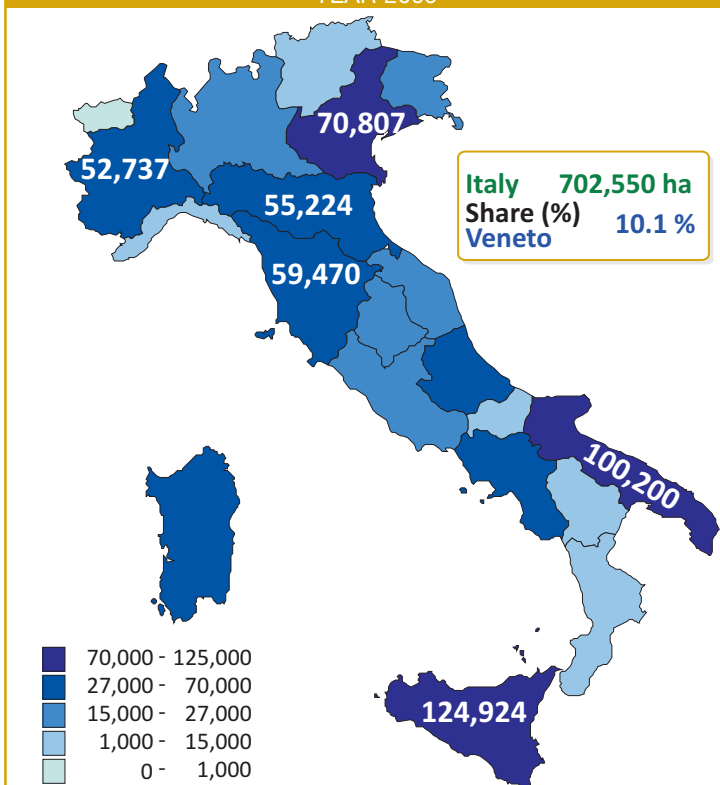 70,807
52,737
55,224
Italy 702,550 ha
Share (%)
Veneto 10.1 %
59,470
100,200
124,924
70,000 - 125,000
27,000 - 70,000
15,000 - 27,000
1,000 - 15,000
0 - 1,000